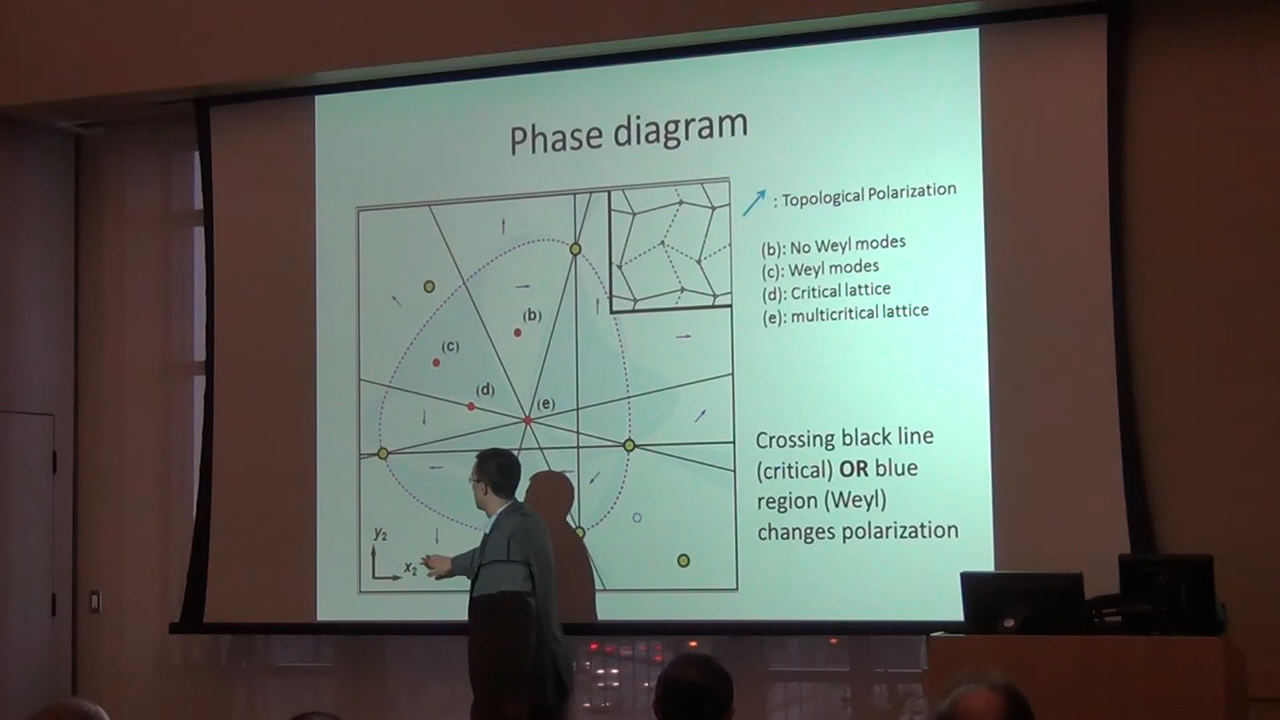 Phase diagram
: Topological Polarization
(b): No Weyl modes
(c): Weyl modes
(d): Critical lattice
(e): multicritical lattice
(b)
(c)
(d)
(e)
Crossing black line
(critical) OR blue
region (Weyl)
changes polarization
y₂
x₂